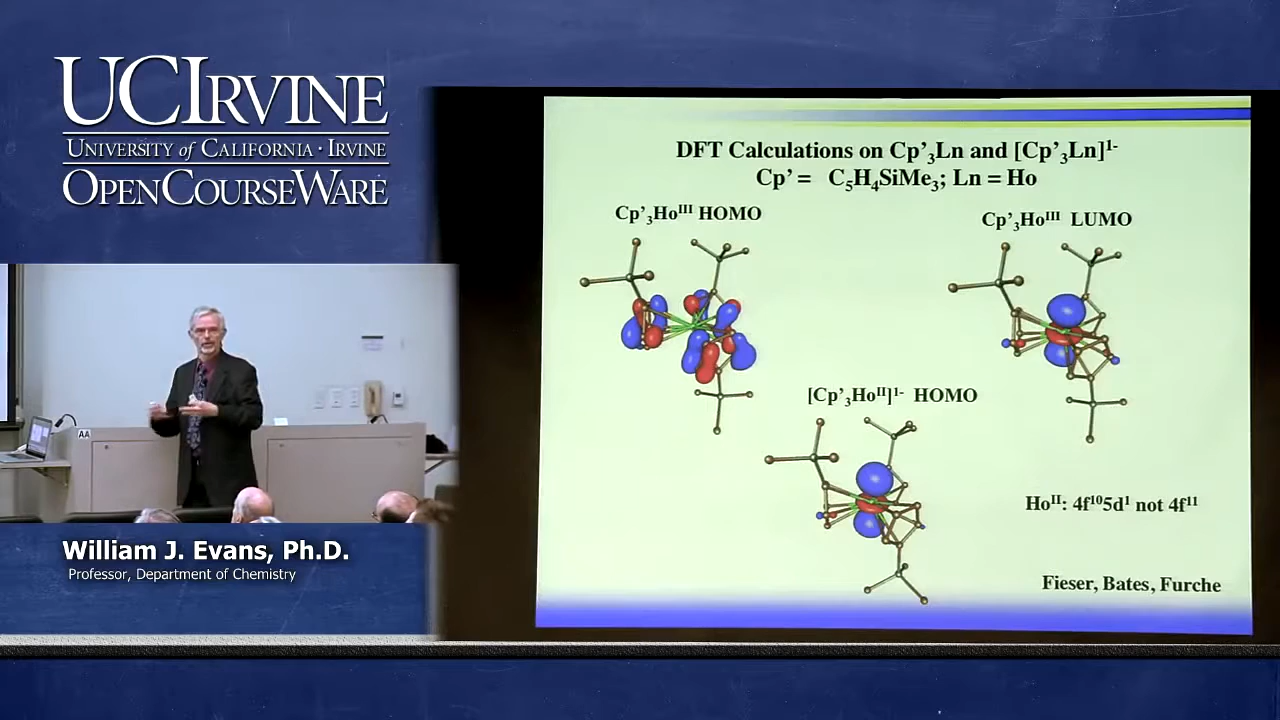 UCIRVINE
UNIVERSITY of CALIFORNIA · IRVINE
OPENCOURSEWARE
AA
William J. Evans, Ph.D.
Professor, Department of Chemistry
DFT Calculations on Cp’₃Ln and [Cp’₃Ln]¹⁻
Cp’ = C₅H₄SiMe₃; Ln = Ho
Cp’₃Hoᴵᴵᴵ HOMO
Cp’₃Hoᴵᴵᴵ LUMO
[Cp’₃Hoᴵᴵ]¹⁻ HOMO
Hoᴵᴵ: 4f¹⁰5d¹ not 4f¹¹
Fieser, Bates, Furche